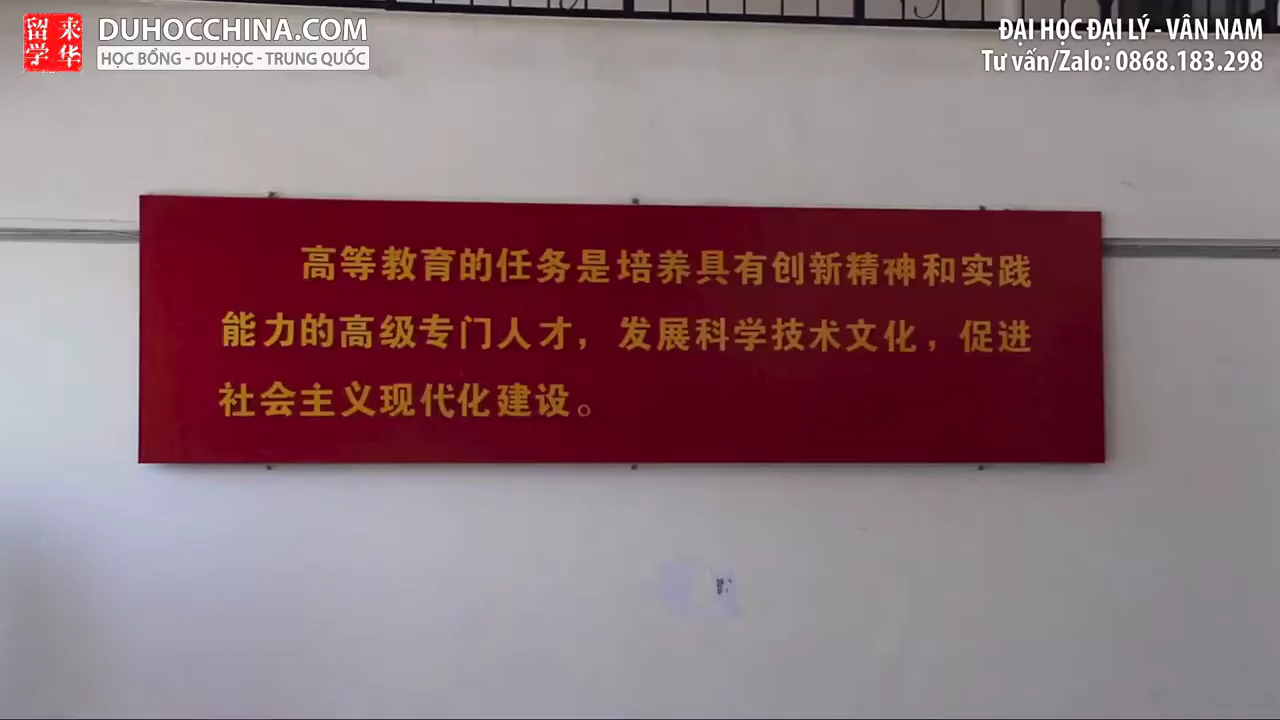 留来
学华
DUHOCCHINA.COM
HỌC BỔNG - DU HỌC - TRUNG QUỐC
ĐẠI HỌC ĐẠI LÝ - VÂN NAM
Tư vấn/Zalo: 0868.183.298
高等教育的任务是培养具有创新精神和实践
能力的高级专门人才，发展科学技术文化，促进
社会主义现代化建设。